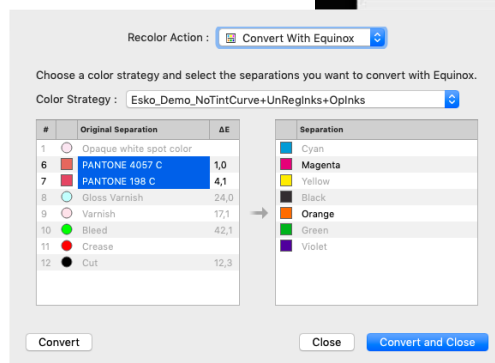 Recolor Action : Convert With Equinox
Choose a color strategy and select the separations you want to convert with Equinox.
Color Strategy : Esko_Demo_NoTintCurve+UnRegInks+OpInks
# Original Separation ΔE
1 Opaque white spot color
6 PANTONE 4057 C 1,0
7 PANTONE 198 C 4,1
8 Gloss Varnish 24,0
9 Varnish 17,1
10 Bleed 42,1
11 Crease
12 Cut 12,3
Separation
Cyan
Magenta
Yellow
Black
Orange
Green
Violet
Convert Close Convert and Close